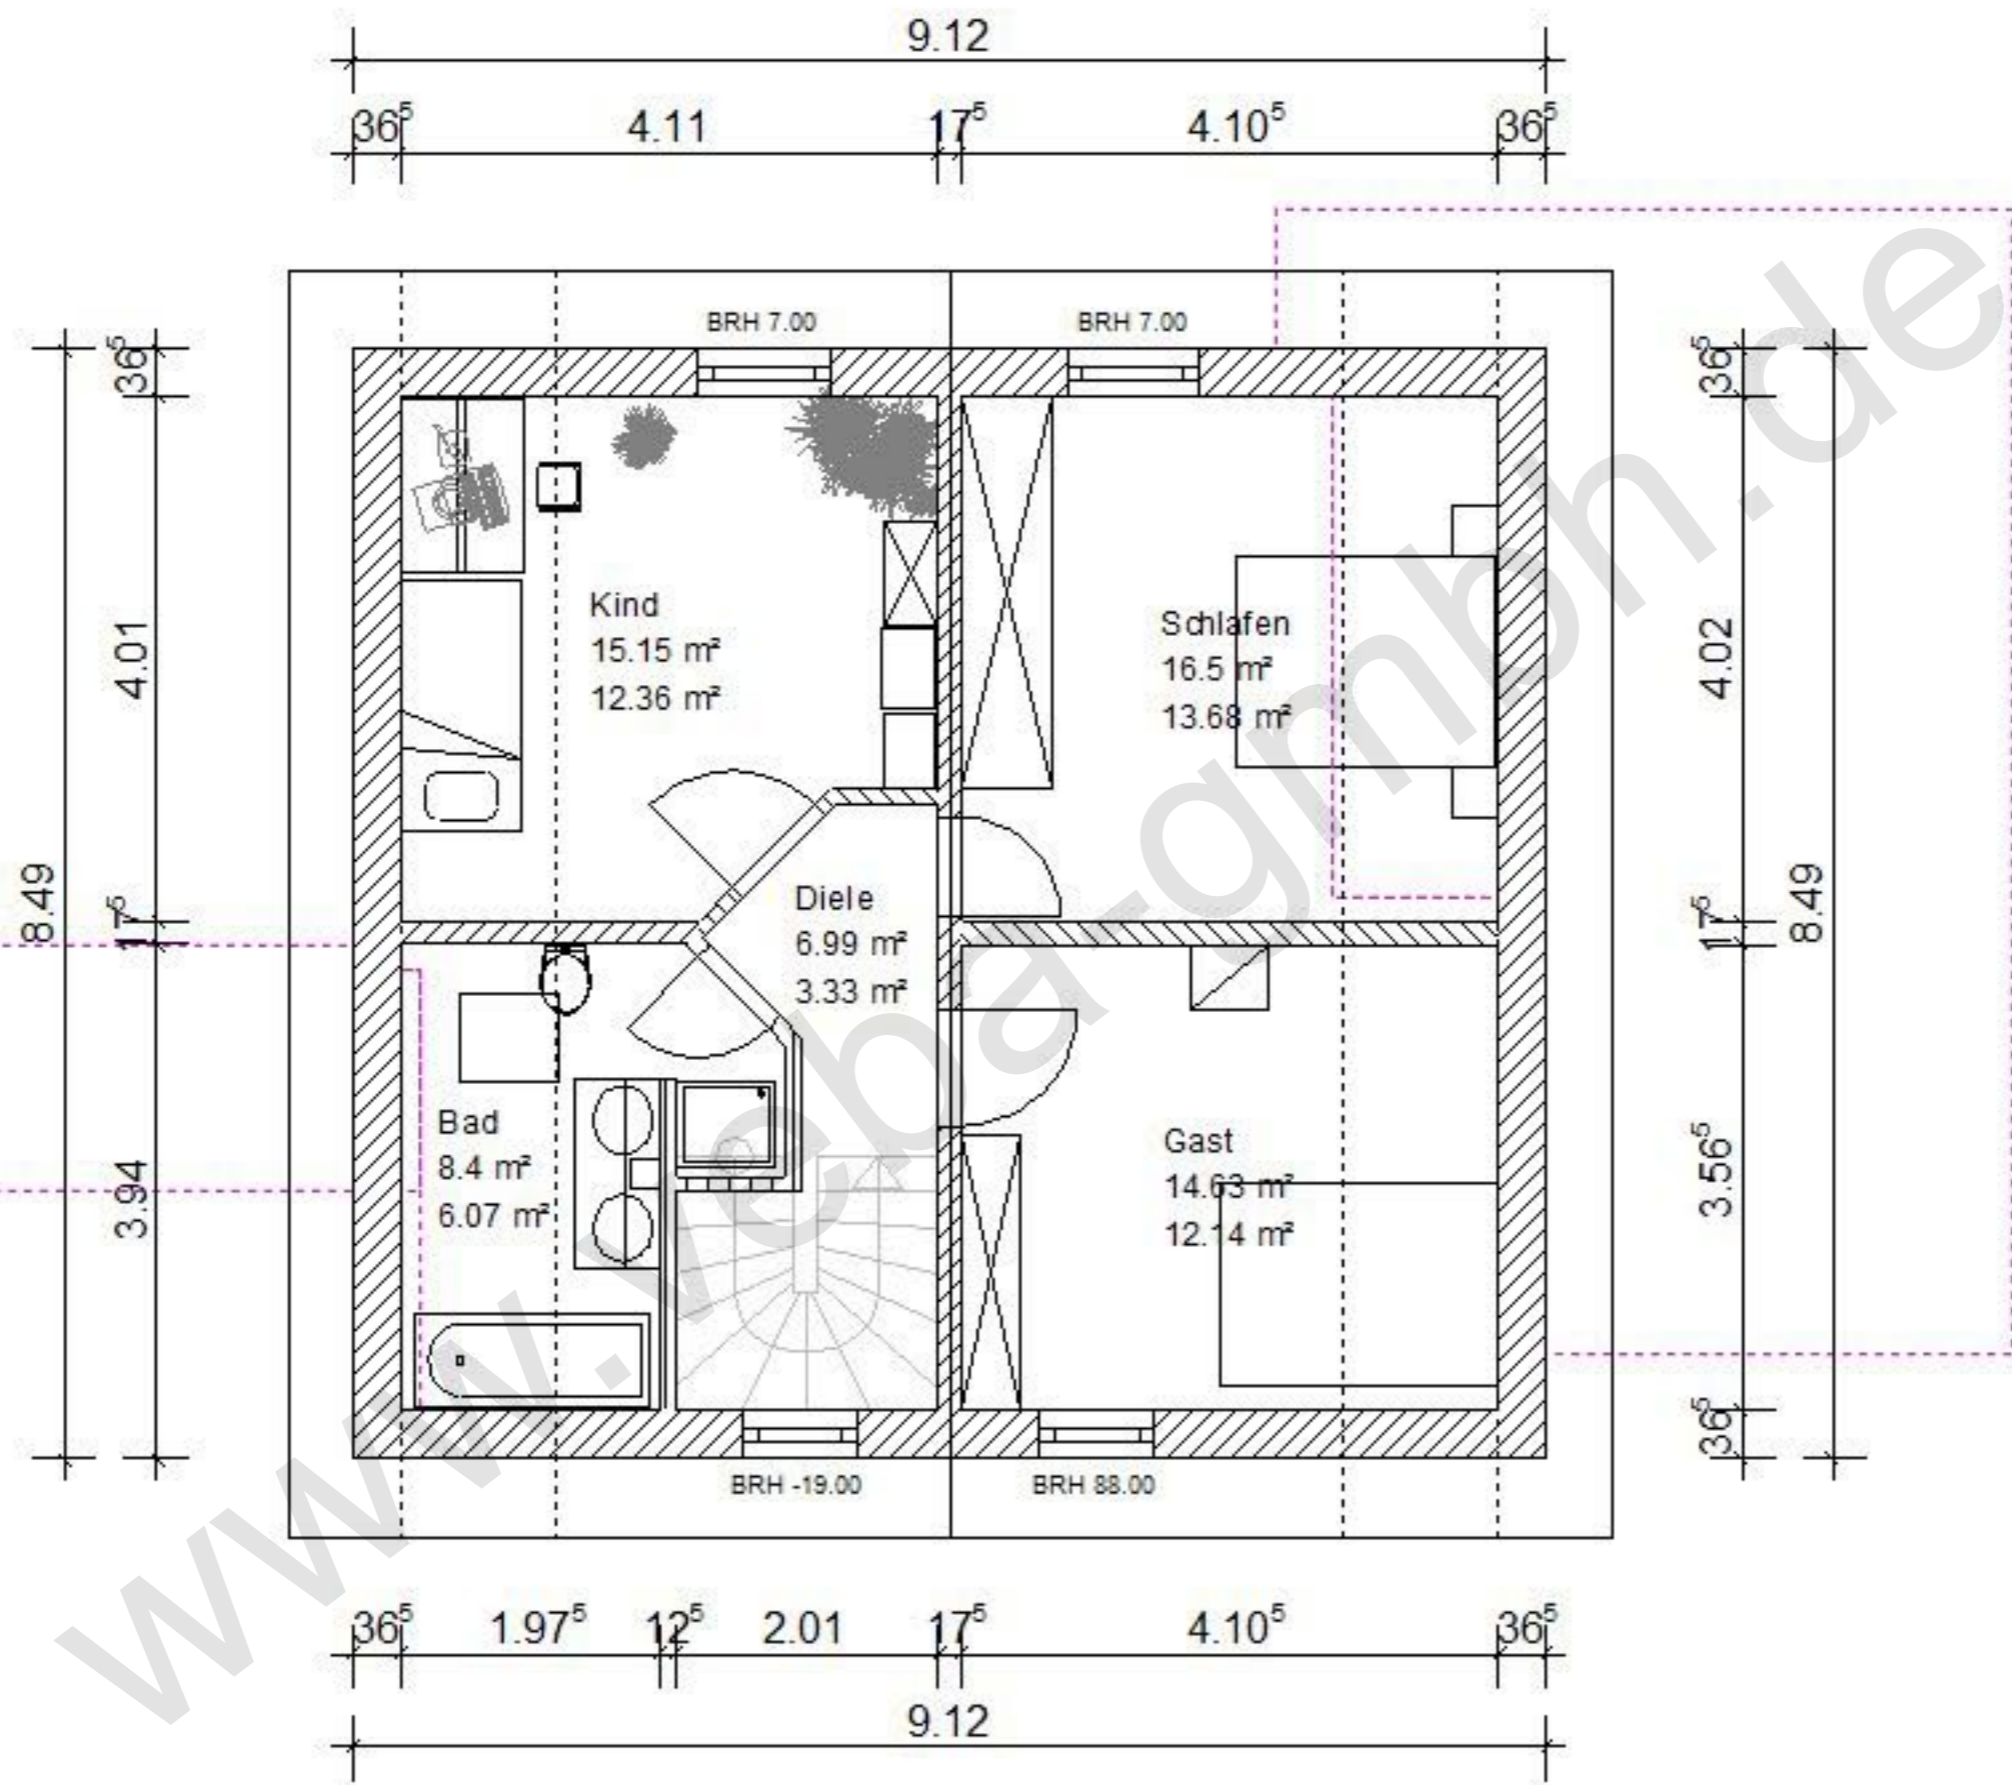 9.12
36⁵ 4.11 17⁵ 4.10⁵ 36⁵
BRH 7.00 BRH 7.00
36⁵
4.01
17⁵
3.94
8.49
Kind
15.15 m²
12.36 m²
Schlafen
16.5 m²
13.68 m²
Diele
6.99 m²
3.33 m²
Bad
8.4 m²
6.07 m²
Gast
14.63 m²
12.14 m²
36⁵
4.02
17⁵
3.56⁵
36⁵
8.49
BRH -19.00 BRH 88.00
36⁵ 1.97⁵ 12⁵ 2.01 17⁵ 4.10⁵ 36⁵
9.12
www.veba-gmbh.de